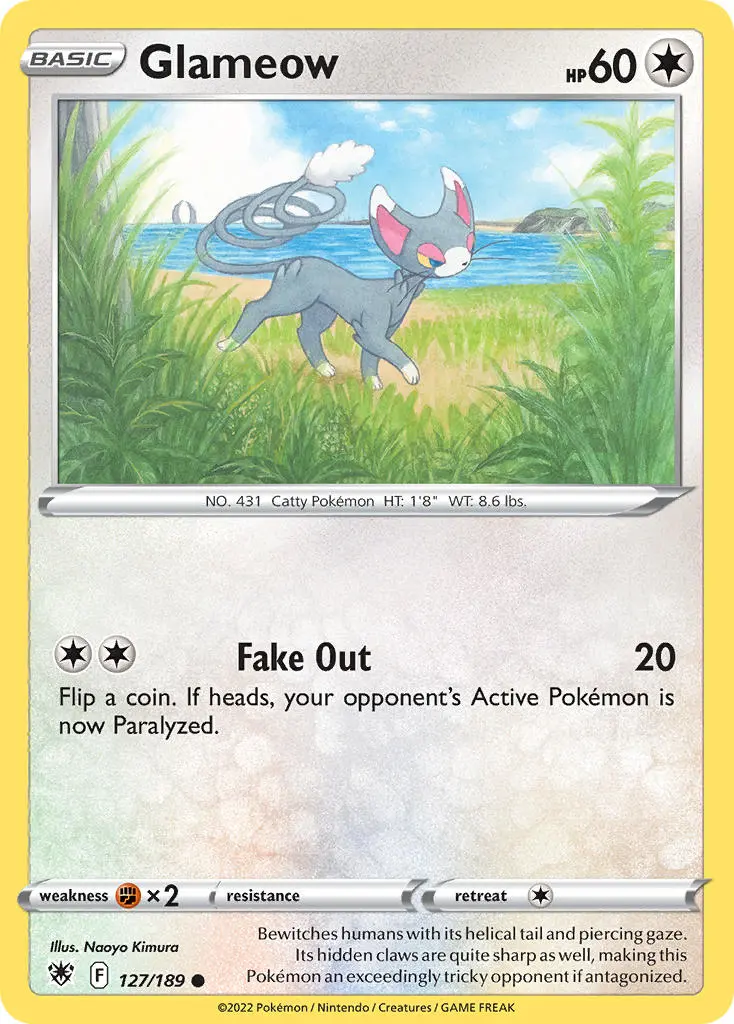 BASIC Glameow HP60
NO. 431 Catty Pokémon HT: 1'8" WT: 8.6 lbs.
Fake Out 20
Flip a coin. If heads, your opponent's Active Pokémon is
now Paralyzed.
weakness ×2 resistance retreat
Illus. Naoyo Kimura
F 127/189
Bewitches humans with its helical tail and piercing gaze.
Its hidden claws are quite sharp as well, making this
Pokémon an exceedingly tricky opponent if antagonized.
©2022 Pokémon / Nintendo / Creatures / GAME FREAK